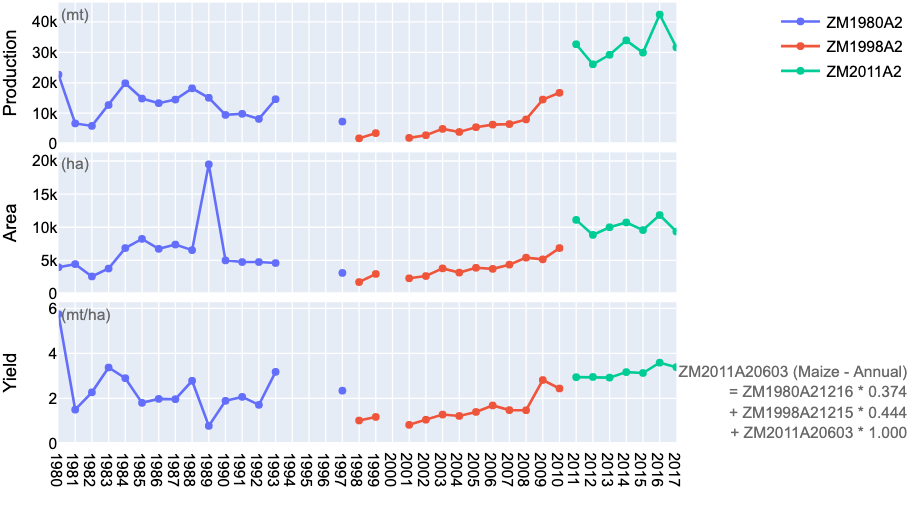 Production
(mt)
40k
30k
20k
10k
0
ZM1980A2
ZM1998A2
ZM2011A2
Area
(ha)
20k
15k
10k
5k
0
Yield
(mt/ha)
6
4
2
0
ZM2011A20603 (Maize - Annual)
= ZM1980A21216 * 0.374
+ ZM1998A21215 * 0.444
+ ZM2011A20603 * 1.000
1980
1981
1982
1983
1984
1985
1986
1987
1988
1989
1990
1991
1992
1993
1994
1995
1996
1997
1998
1999
2000
2001
2002
2003
2004
2005
2006
2007
2008
2009
2010
2011
2012
2013
2014
2015
2016
2017